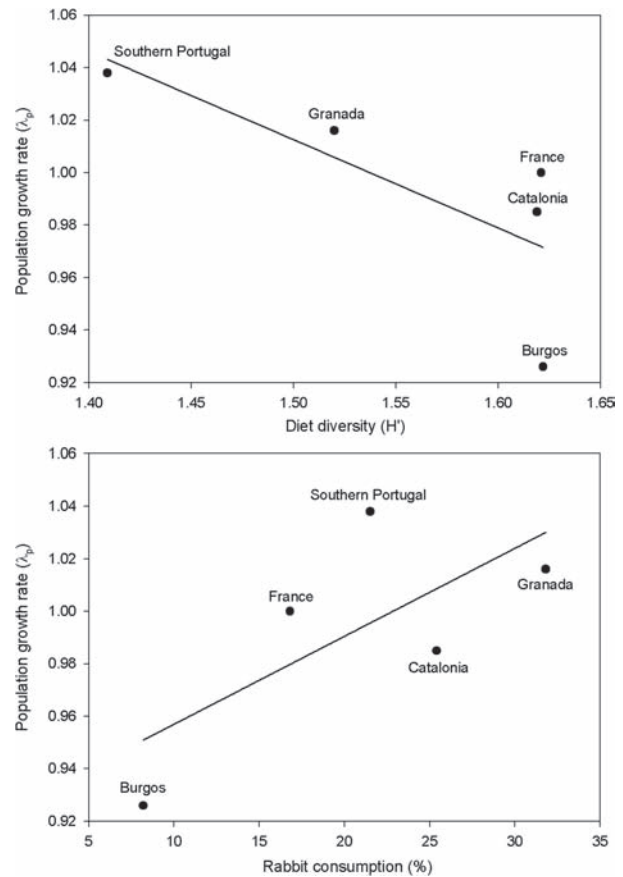 1.06
Southern Portugal
1.04
Granada
1.02
France
1.00
Catalonia
0.98
0.96
0.94
Burgos
0.92
1.40 1.45 1.50 1.55 1.60 1.65
Population growth rate (λp)
Diet diversity (H')
1.06
Southern Portugal
1.04
1.02
Granada
France
1.00
0.98
Catalonia
0.96
0.94
Burgos
0.92
5 10 15 20 25 30 35
Population growth rate (λp)
Rabbit consumption (%)